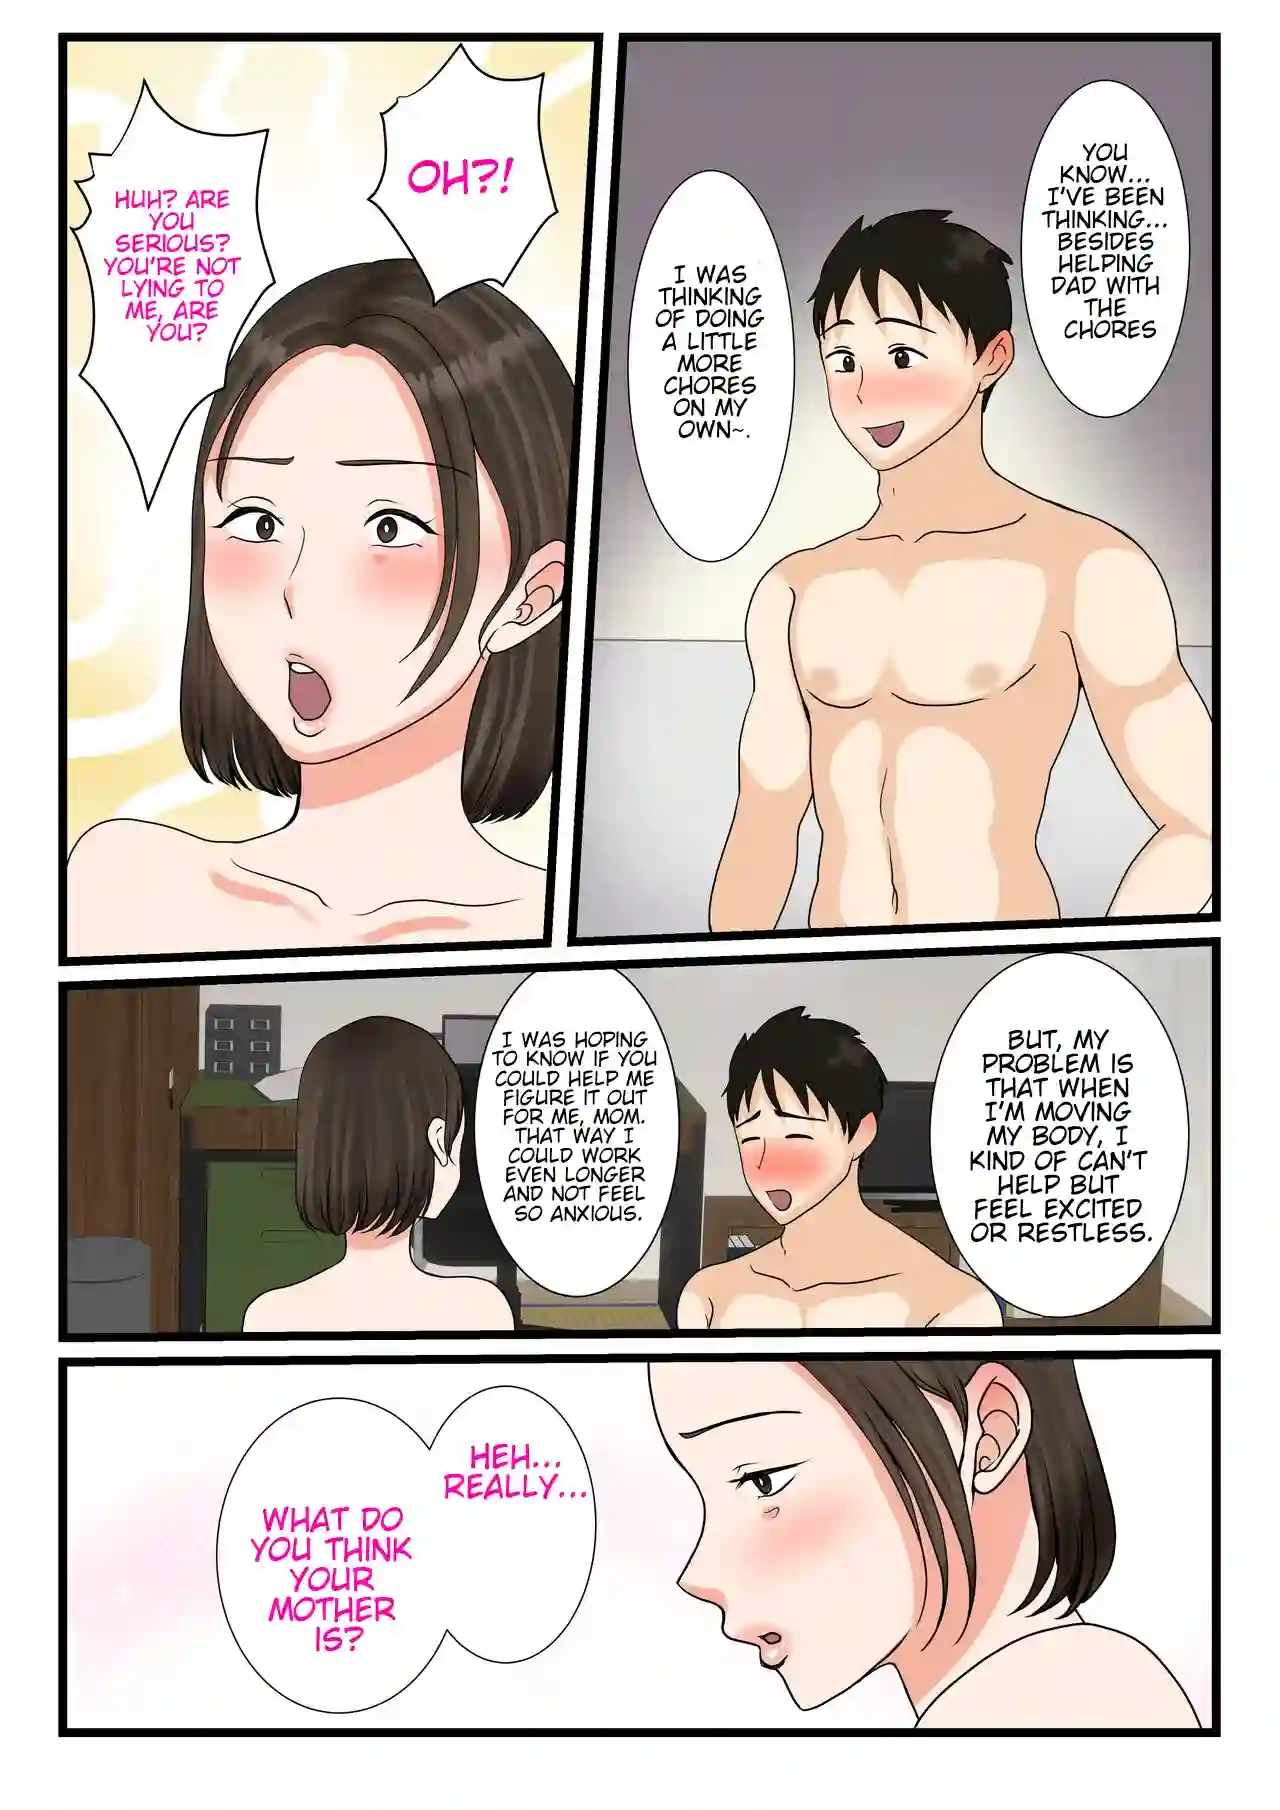 YOU
KNOW...
I'VE BEEN
THINKING...
BESIDES
HELPING
DAD WITH
THE
CHORES
I WAS
THINKING
OF DOING
A LITTLE
MORE
CHORES
ON MY
OWN~.
OH?!
HUH? ARE
YOU
SERIOUS?
YOU'RE NOT
LYING TO
ME, ARE
YOU?
BUT, MY
PROBLEM IS
THAT WHEN
I'M MOVING
MY BODY, I
KIND OF CAN'T
HELP BUT
FEEL EXCITED
OR RESTLESS.
I WAS HOPING
TO KNOW IF YOU
COULD HELP ME
FIGURE IT OUT
FOR ME, MOM.
THAT WAY I
COULD WORK
EVEN LONGER
AND NOT FEEL
SO ANXIOUS.
HEH...
REALLY...
WHAT DO
YOU THINK
YOUR
MOTHER
IS?